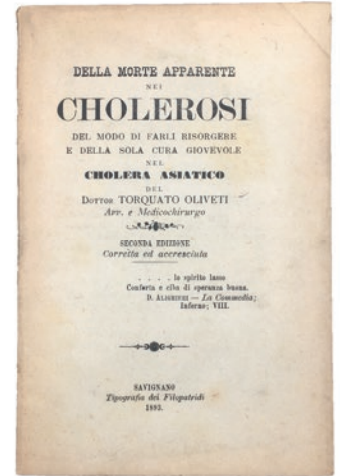 DELLA MORTE APPARENTE
NEI
CHOLEROSI
DEL MODO DI FARLI RISORGERE
E DELLA SOLA CURA GIOVEVOLE
NEL
CHOLERA ASIATICO
DEL
DOTTOR TORQUATO OLIVETI
Avv. e Medicochirurgo
SECONDA EDIZIONE
Corretta ed accresciuta
. . . . lo spirito lasso
Conforta e ciba di speranza buona.
D. ALIGHIERI — La Commedia;
Inferno; VIII.
SAVIGNANO
Tipografia dei Filopatridi
1893.